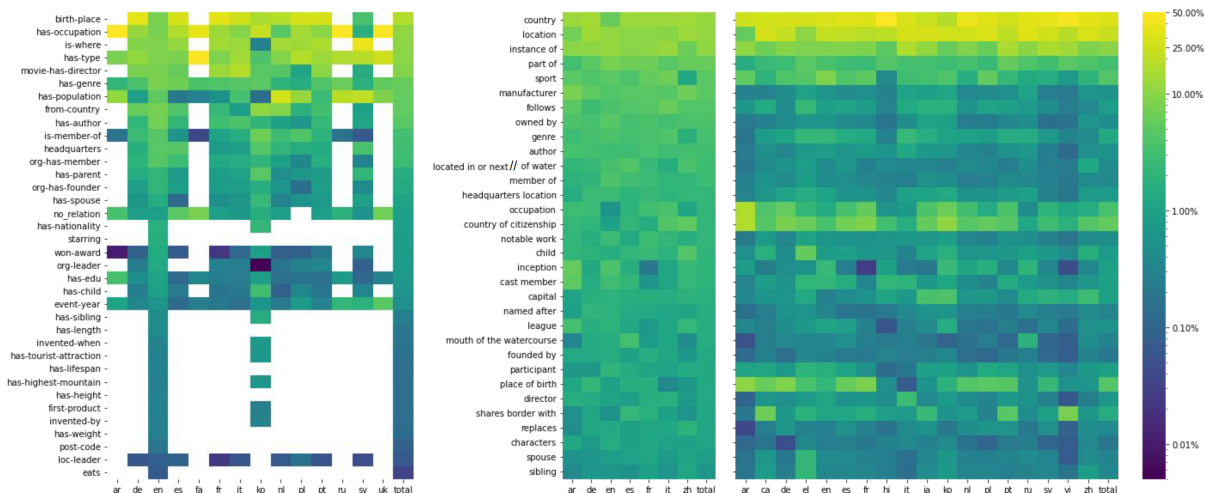 birth-place
has-occupation
is-where
has-type
movie-has-director
has-genre
has-population
from-country
has-author
is-member-of
headquarters
org-has-member
has-parent
org-has-founder
has-spouse
no_relation
has-nationality
starring
won-award
org-leader
has-edu
has-child
event-year
has-sibling
has-length
invented-when
has-tourist-attraction
has-lifespan
has-highest-mountain
has-height
first-product
invented-by
has-weight
post-code
loc-leader
eats
ar de en es fa fr it ko nl pl pt ru sv uk total
country
location
instance of
part of
sport
manufacturer
follows
owned by
genre
author
located in or next// of water
member of
headquarters location
occupation
country of citizenship
notable work
child
inception
cast member
capital
named after
league
mouth of the watercourse
founded by
participant
place of birth
director
shares border with
replaces
characters
spouse
sibling
ar de en es fr it zh total
ar ca de el en es fr hi it ja ko nl pl pt ru sv vi zh total
50.00%
25.00%
10.00%
1.00%
0.10%
0.01%